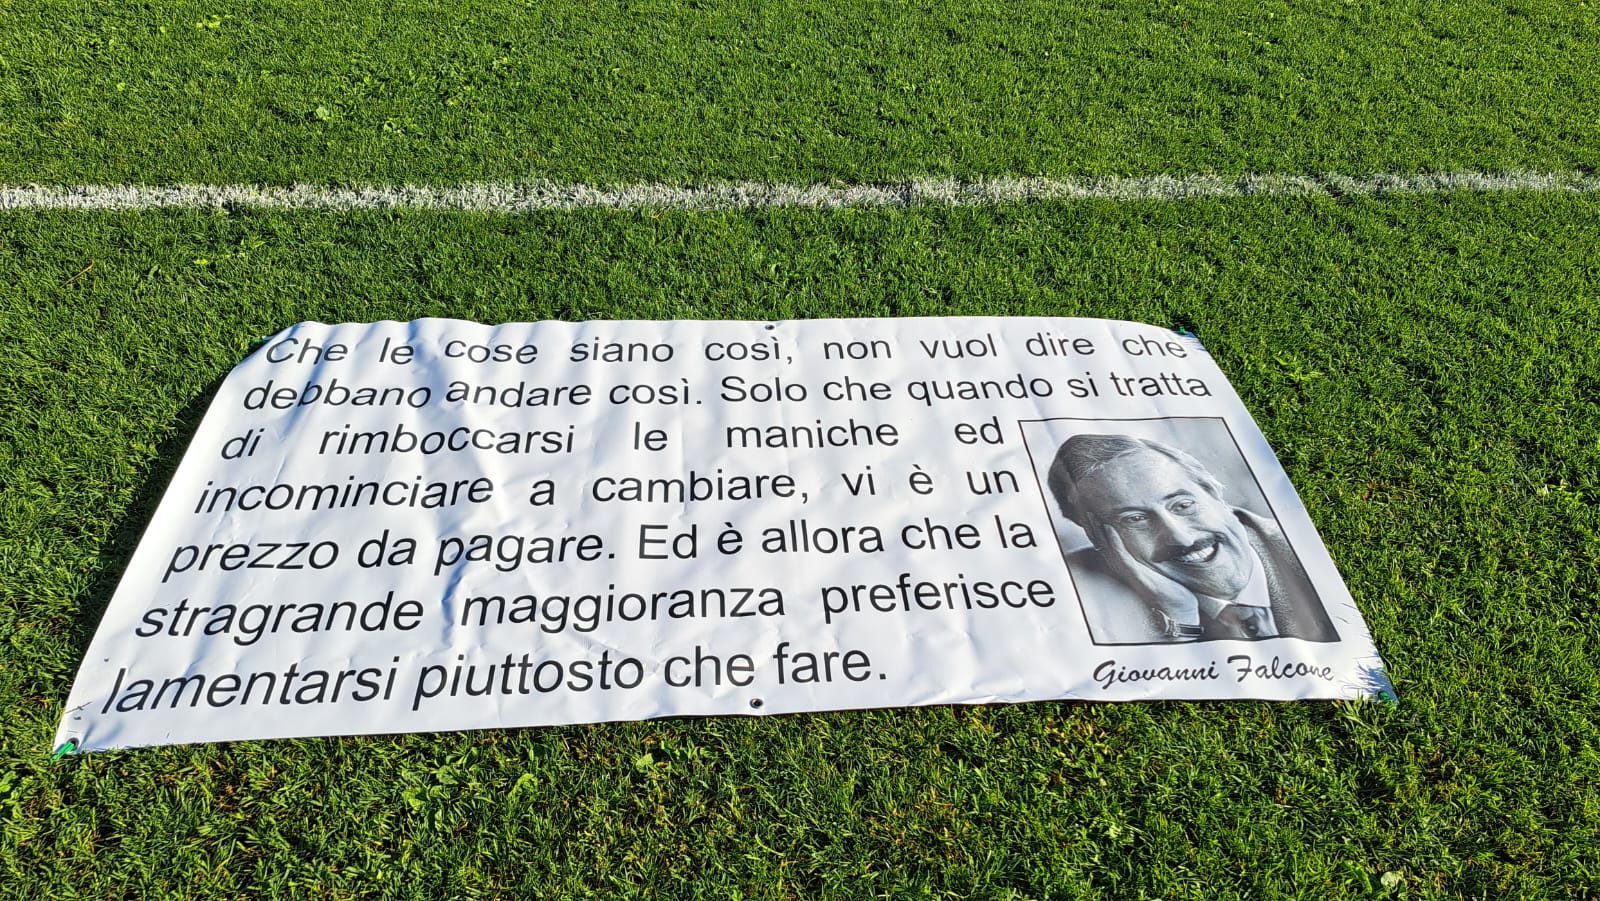 Che le cose siano così, non vuol dire che
debbano andare così. Solo che quando si tratta
di rimboccarsi le maniche ed
incominciare a cambiare, vi è un
prezzo da pagare. Ed è allora che la
stragrande maggioranza preferisce
lamentarsi piuttosto che fare.
Giovanni Falcone